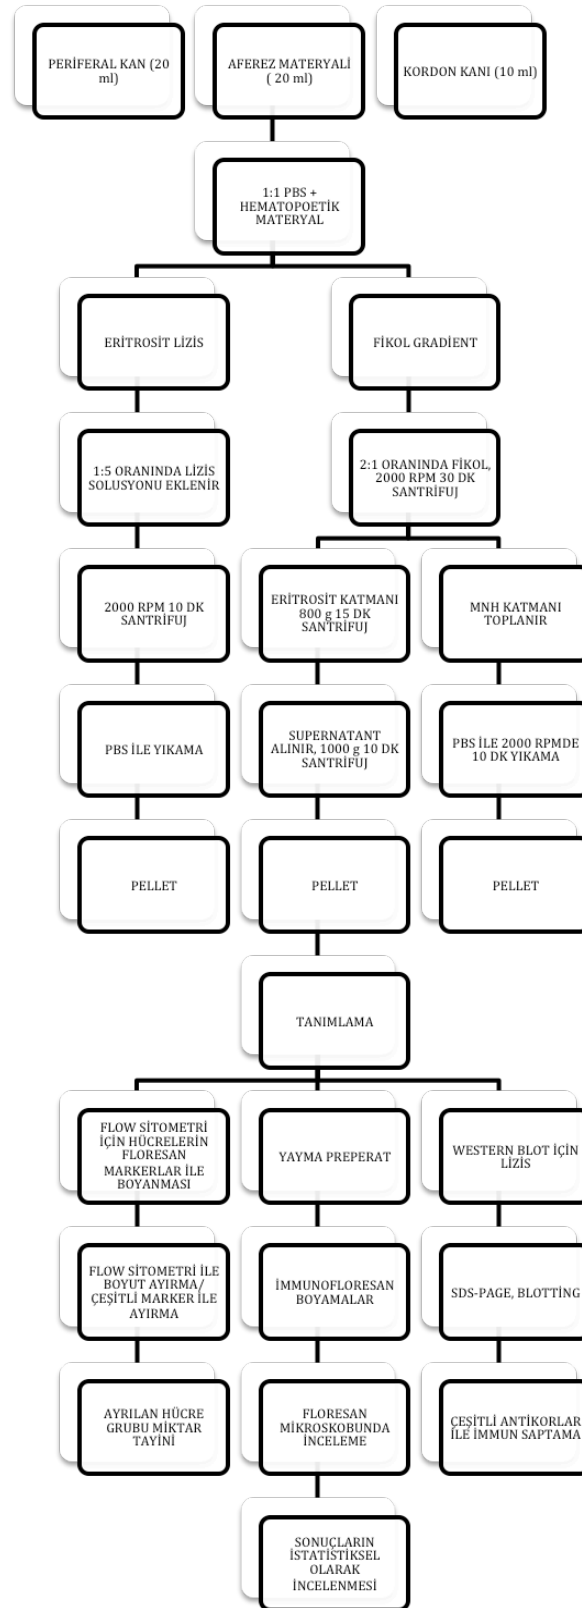 PERİFERAL KAN (20
ml)
AFEREZ MATERYALİ
( 20 ml)
KORDON KANI (10 ml)
1:1 PBS +
HEMATOPOETİK
MATERYAL
ERİTROSİT LİZİS
FİKOL GRADİENT
1:5 ORANINDA LİZİS
SOLUSYONU EKLENİR
2:1 ORANINDA FİKOL,
2000 RPM 30 DK
SANTRİFUJ
2000 RPM 10 DK
SANTRİFUJ
ERİTROSİT KATMANI
800 g 15 DK
SANTRİFUJ
MNH KATMANI
TOPLANIR
PBS İLE YIKAMA
SUPERNATANT
ALINIR, 1000 g 10 DK
SANTRİFUJ
PBS İLE 2000 RPMDE
10 DK YIKAMA
PELLET
PELLET
PELLET
TANIMLAMA
FLOW SİTOMETRİ
İÇİN HÜCRELERİN
FLORESAN
MARKERLAR İLE
BOYANMASI
YAYMA PREPERAT
WESTERN BLOT İÇİN
LİZİS
FLOW SİTOMETRİ İLE
BOYUT AYIRMA/
ÇEŞİTLİ MARKER İLE
AYIRMA
İMMUNOFLORESAN
BOYAMALAR
SDS-PAGE, BLOTTİNG
AYRILAN HÜCRE
GRUBU MİKTAR
TAYİNİ
FLORESAN
MİKROSKOBUNDA
İNCELEME
ÇEŞİTLİ ANTİKORLAR
İLE İMMUN SAPTAMA
SONUÇLARIN
İSTATİSTİKSEL
OLARAK
İNCELENMESİ